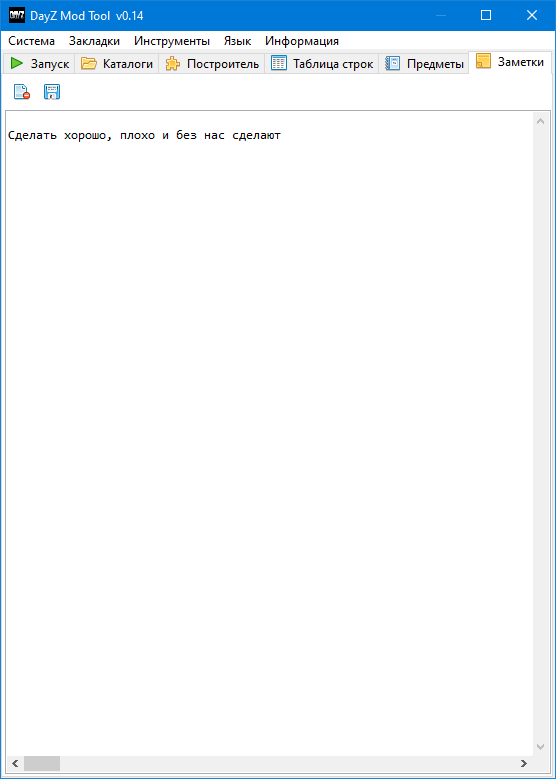 DayZ DayZ Mod Tool v0.14
Система Закладки Инструменты Язык Информация
Запуск Каталоги Построитель Таблица строк Предметы Заметки
Сделать хорошо, плохо и без нас сделают